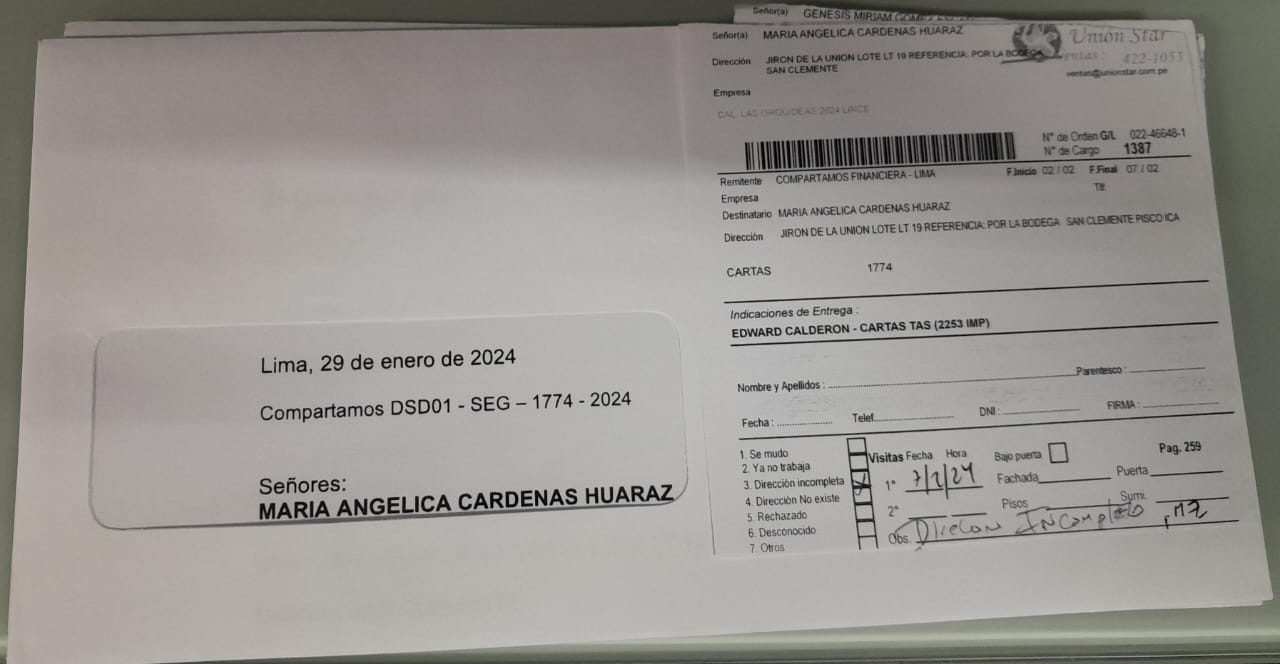 Lima, 29 de enero de 2024
Compartamos DSD01 - SEG – 1774 - 2024
Señores:
MARIA ANGELICA CARDENAS HUARAZ
Señor(a) GENESIS MIRIAM
Señor(a) MARIA ANGELICA CARDENAS HUARAZ
Unión Star
Ventas: 422-1053
ventas@unionstar.com.pe
Dirección JIRON DE LA UNION LOTE LT 19 REFERENCIA: POR LA BODEGA
SAN CLEMENTE
Empresa
CAL. LAS ORQUIDEAS 2024 LINCE
N° de Orden G/L 022-46648-1
N° de Cargo 1387
Remitente COMPARTAMOS FINANCIERA - LIMA F.Inicio 02 / 02 F.Final 07 / 02
Empresa Tlf:
Destinatario MARIA ANGELICA CARDENAS HUARAZ
Dirección JIRON DE LA UNION LOTE LT 19 REFERENCIA: POR LA BODEGA. SAN CLEMENTE PISCO ICA
CARTAS 1774
Indicaciones de Entrega :
EDWARD CALDERON - CARTAS TAS (2253 IMP)
Nombre y Apellidos : Parentesco :
Fecha : Telef. DNI : FIRMA :
1. Se mudo
2. Ya no trabaja
3. Dirección incompleta
4. Dirección No existe
5. Rechazado
6. Desconocido
7. Otros
Visitas Fecha Hora Bajo puerta Pag. 259
1° 7/2/24 Fachada Puerta
2° Pisos Sumi.
Obs. Incompleto